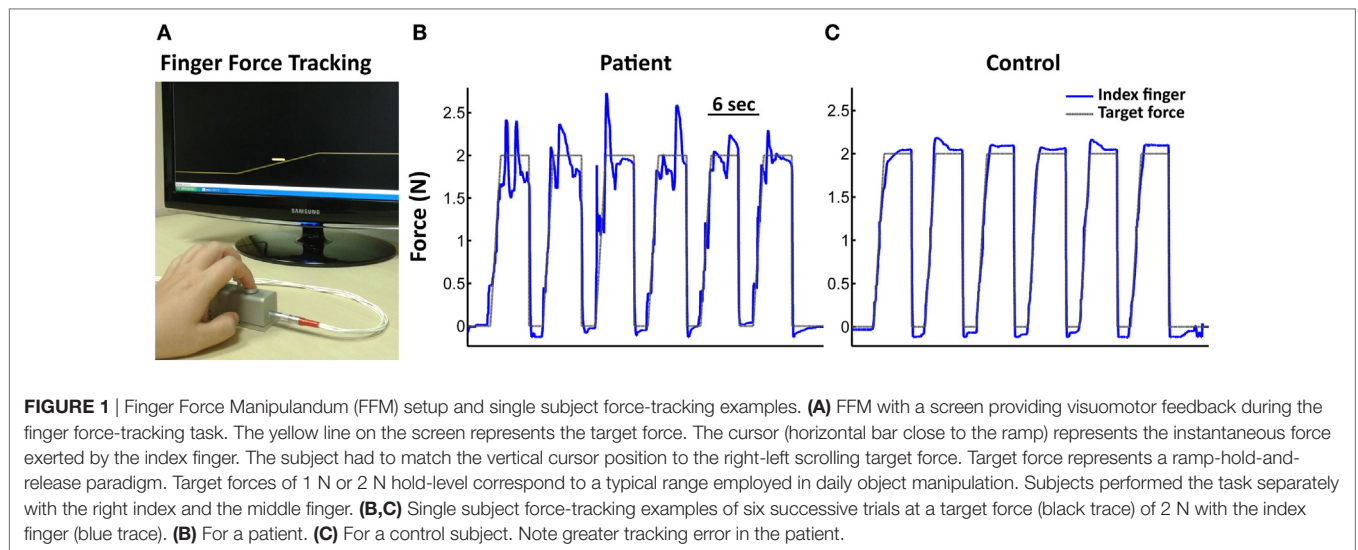 A
Finger Force Tracking
SAMSUNG
B
Patient
6 sec
Force (N)
2.5
2
1.5
1
0.5
0
C
Control
Index finger
Target force
2.5
2
1.5
1
0.5
0
FIGURE 1 | Finger Force Manipulandum (FFM) setup and single subject force-tracking examples. (A) FFM with a screen providing visuomotor feedback during the
finger force-tracking task. The yellow line on the screen represents the target force. The cursor (horizontal bar close to the ramp) represents the instantaneous force
exerted by the index finger. The subject had to match the vertical cursor position to the right-left scrolling target force. Target force represents a ramp-hold-and-
release paradigm. Target forces of 1 N or 2 N hold-level correspond to a typical range employed in daily object manipulation. Subjects performed the task separately
with the right index and the middle finger. (B,C) Single subject force-tracking examples of six successive trials at a target force (black trace) of 2 N with the index
finger (blue trace). (B) For a patient. (C) For a control subject. Note greater tracking error in the patient.